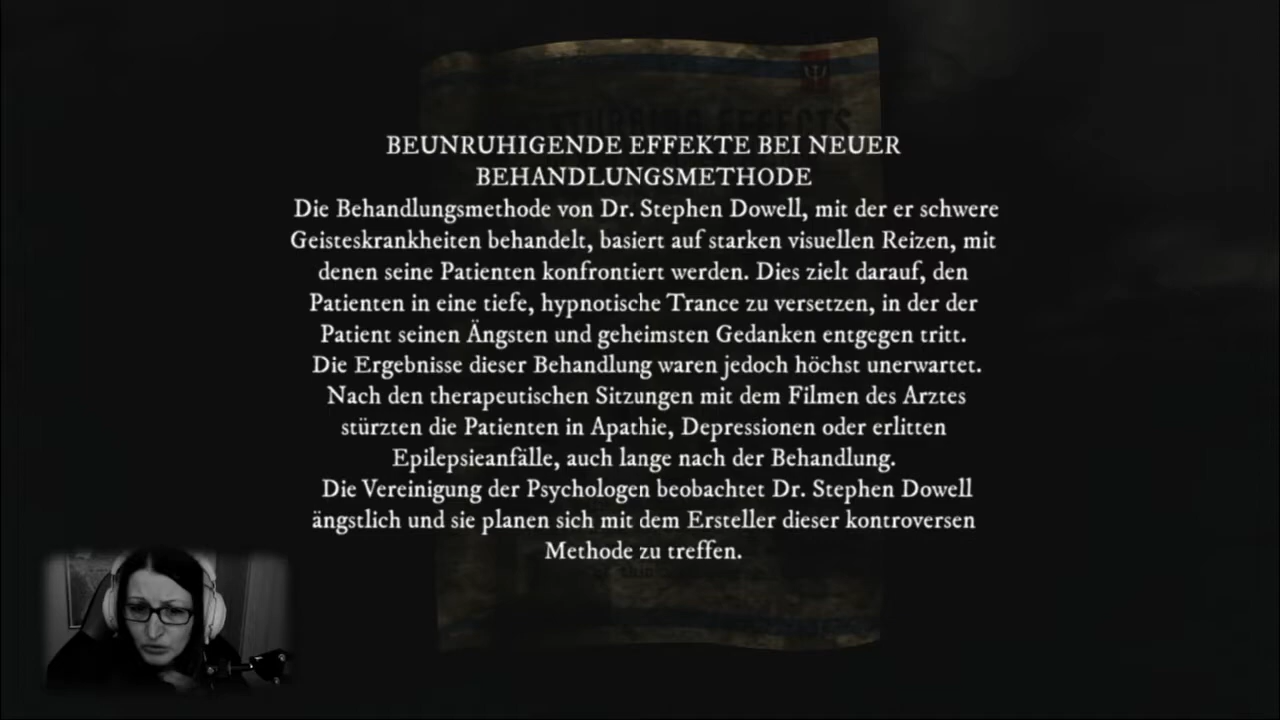 EFFECTS
BEUNRUHIGENDE EFFEKTE BEI NEUER
BEHANDLUNGSMETHODE
Die Behandlungsmethode von Dr. Stephen Dowell, mit der er schwere
Geisteskrankheiten behandelt, basiert auf starken visuellen Reizen, mit
denen seine Patienten konfrontiert werden. Dies zielt darauf, den
Patienten in eine tiefe, hypnotische Trance zu versetzen, in der der
Patient seinen Ängsten und geheimsten Gedanken entgegen tritt.
Die Ergebnisse dieser Behandlung waren jedoch höchst unerwartet.
Nach den therapeutischen Sitzungen mit dem Filmen des Arztes
stürzten die Patienten in Apathie, Depressionen oder erlitten
Epilepsieanfälle, auch lange nach der Behandlung.
Die Vereinigung der Psychologen beobachtet Dr. Stephen Dowell
ängstlich und sie planen sich mit dem Ersteller dieser kontroversen
Methode zu treffen.